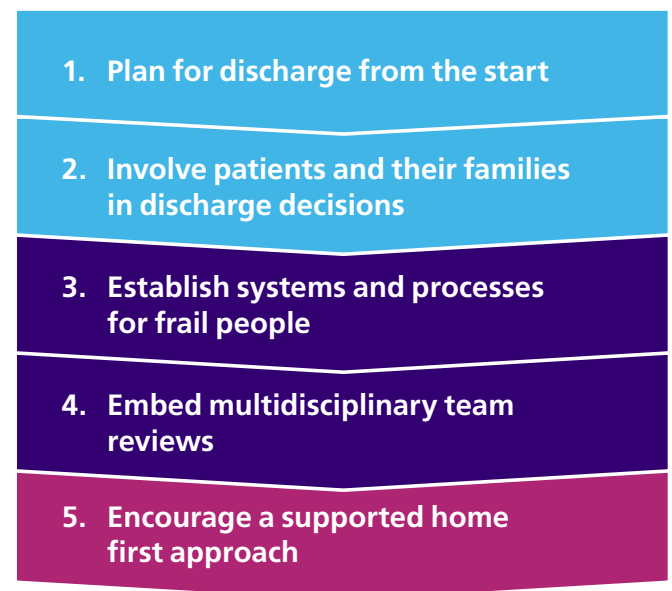 1. Plan for discharge from the start
2. Involve patients and their families
in discharge decisions
3. Establish systems and processes
for frail people
4. Embed multidisciplinary team
reviews
5. Encourage a supported home
first approach